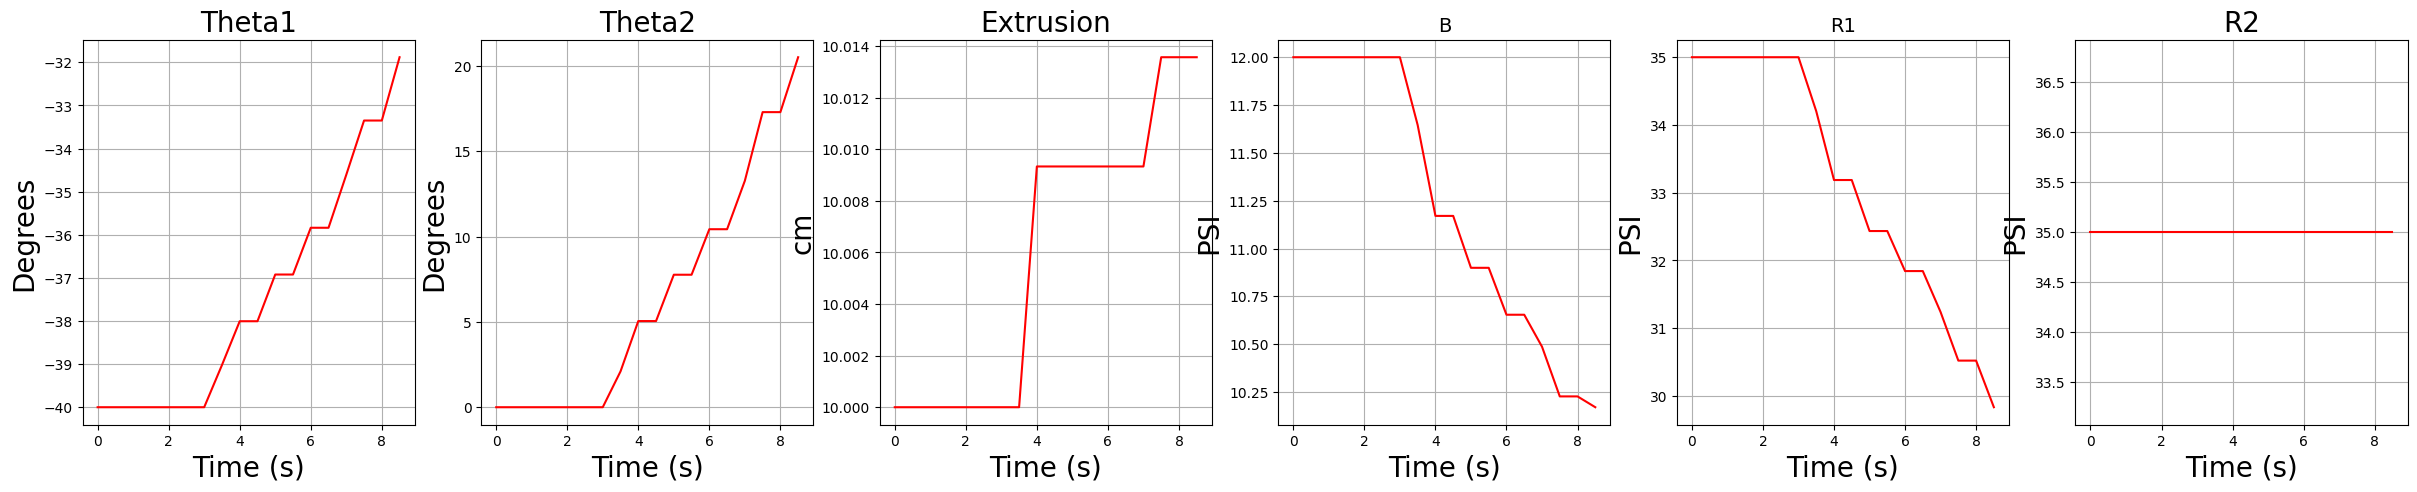 Theta1
Degrees
−32
−33
−34
−35
−36
−37
−38
−39
−40
0 2 4 6 8
Time (s)
Theta2
Degrees
20
15
10
5
0
0 2 4 6 8
Time (s)
Extrusion
cm
10.014
10.012
10.010
10.008
10.006
10.004
10.002
10.000
0 2 4 6 8
Time (s)
B
PSI
12.00
11.75
11.50
11.25
11.00
10.75
10.50
10.25
0 2 4 6 8
Time (s)
R1
PSI
35
34
33
32
31
30
0 2 4 6 8
Time (s)
R2
PSI
36.5
36.0
35.5
35.0
34.5
34.0
33.5
0 2 4 6 8
Time (s)